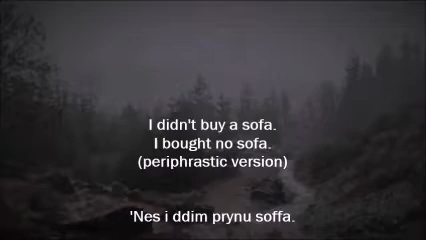 I didn't buy a sofa.
I bought no sofa.
(periphrastic version)
'Nes i ddim prynu soffa.